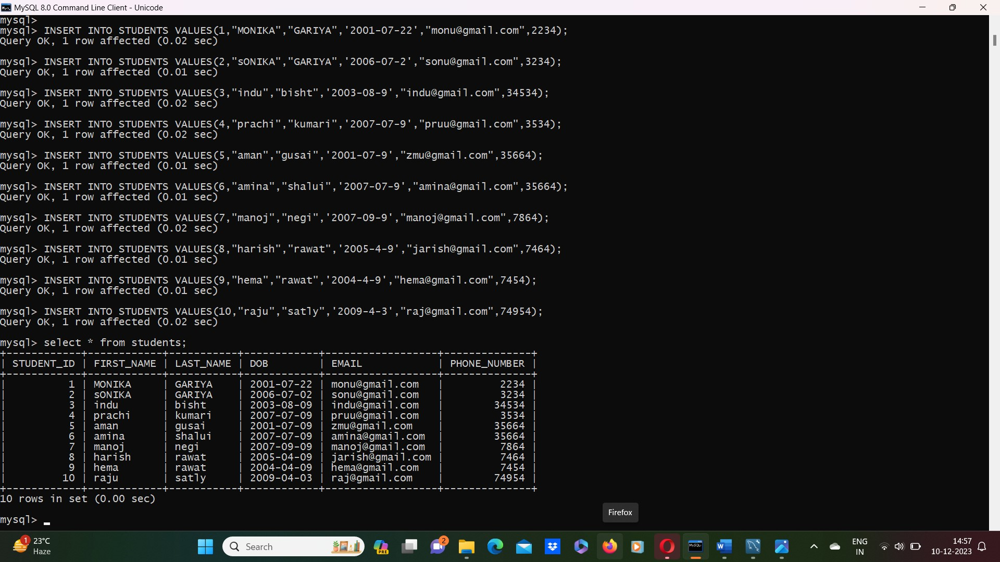 MySQL 8.0 Command Line Client - Unicode
mysql>
mysql> INSERT INTO STUDENTS VALUES(1,"MONIKA","GARIYA",'2001-07-22',"monu@gmail.com",2234);
Query OK, 1 row affected (0.02 sec)
mysql> INSERT INTO STUDENTS VALUES(2,"sONIKA","GARIYA",'2006-07-2',"sonu@gmail.com",3234);
Query OK, 1 row affected (0.01 sec)
mysql> INSERT INTO STUDENTS VALUES(3,"indu","bisht",'2003-08-9',"indu@gmail.com",34534);
Query OK, 1 row affected (0.02 sec)
mysql> INSERT INTO STUDENTS VALUES(4,"prachi","kumari",'2007-07-9',"pruu@gmail.com",3534);
Query OK, 1 row affected (0.02 sec)
mysql> INSERT INTO STUDENTS VALUES(5,"aman","gusai",'2001-07-9',"zmu@gmail.com",35664);
Query OK, 1 row affected (0.01 sec)
mysql> INSERT INTO STUDENTS VALUES(6,"amina","shalui",'2007-07-9',"amina@gmail.com",35664);
Query OK, 1 row affected (0.01 sec)
mysql> INSERT INTO STUDENTS VALUES(7,"manoj","negi",'2007-09-9',"manoj@gmail.com",7864);
Query OK, 1 row affected (0.02 sec)
mysql> INSERT INTO STUDENTS VALUES(8,"harish","rawat",'2005-4-9',"jarish@gmail.com",7464);
Query OK, 1 row affected (0.01 sec)
mysql> INSERT INTO STUDENTS VALUES(9,"hema","rawat",'2004-4-9',"hema@gmail.com",7454);
Query OK, 1 row affected (0.01 sec)
mysql> INSERT INTO STUDENTS VALUES(10,"raju","satly",'2009-4-3',"raj@gmail.com",74954);
Query OK, 1 row affected (0.02 sec)
mysql> select * from students;
+------------+------------+-----------+------------+------------------+--------------+
| STUDENT_ID | FIRST_NAME | LAST_NAME | DOB        | EMAIL            | PHONE_NUMBER |
+------------+------------+-----------+------------+------------------+--------------+
|          1 | MONIKA     | GARIYA    | 2001-07-22 | monu@gmail.com   |         2234 |
|          2 | sONIKA     | GARIYA    | 2006-07-02 | sonu@gmail.com   |         3234 |
|          3 | indu       | bisht     | 2003-08-09 | indu@gmail.com   |        34534 |
|          4 | prachi     | kumari    | 2007-07-09 | pruu@gmail.com   |         3534 |
|          5 | aman       | gusai     | 2001-07-09 | zmu@gmail.com    |        35664 |
|          6 | amina      | shalui    | 2007-07-09 | amina@gmail.com  |        35664 |
|          7 | manoj      | negi      | 2007-09-09 | manoj@gmail.com  |         7864 |
|          8 | harish     | rawat     | 2005-04-09 | jarish@gmail.com |         7464 |
|          9 | hema       | rawat     | 2004-04-09 | hema@gmail.com   |         7454 |
|         10 | raju       | satly     | 2009-04-03 | raj@gmail.com    |        74954 |
+------------+------------+-----------+------------+------------------+--------------+
10 rows in set (0.00 sec)
Firefox
mysql> _
1
23°C
Haze
Search
PRE
2
MySQL
W
ENG
IN
14:57
10-12-2023